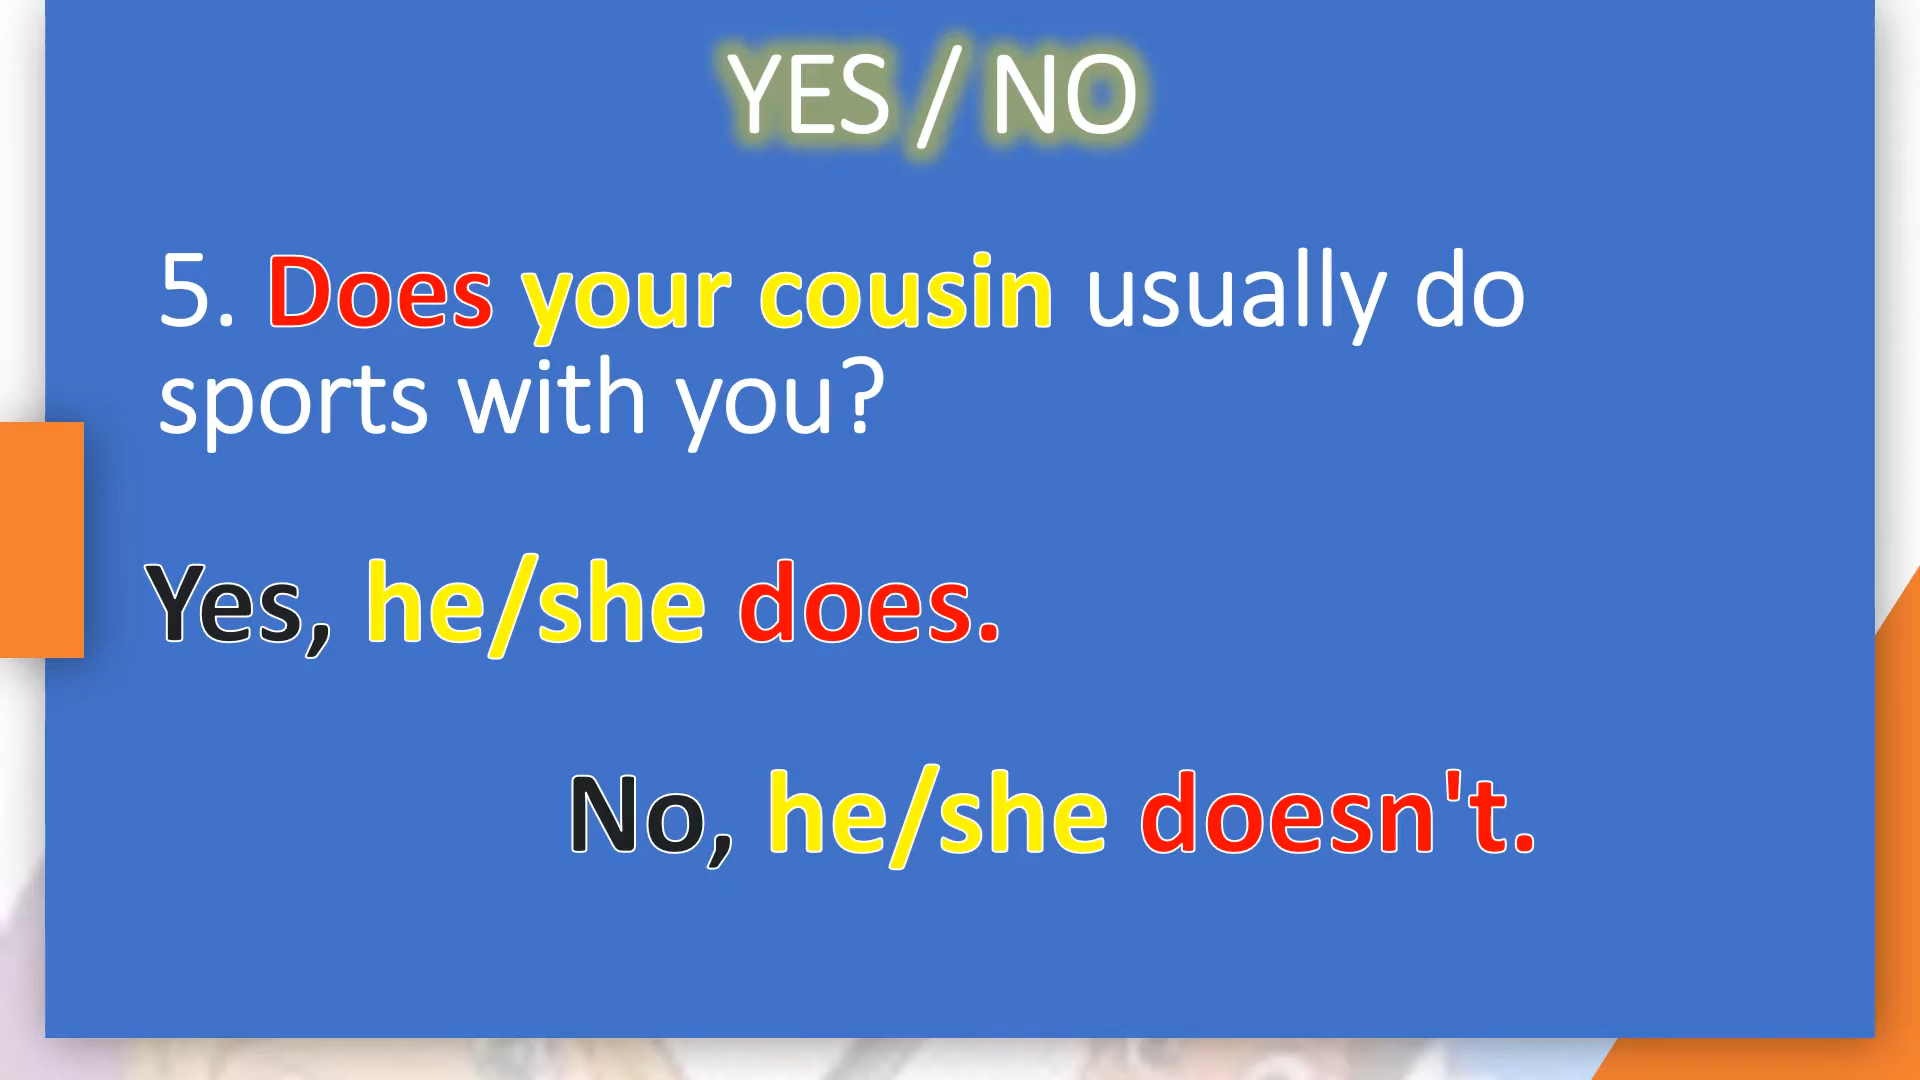 YES / NO
5. Does your cousin usually do
sports with you?
Yes, he/she does.
No, he/she doesn't.